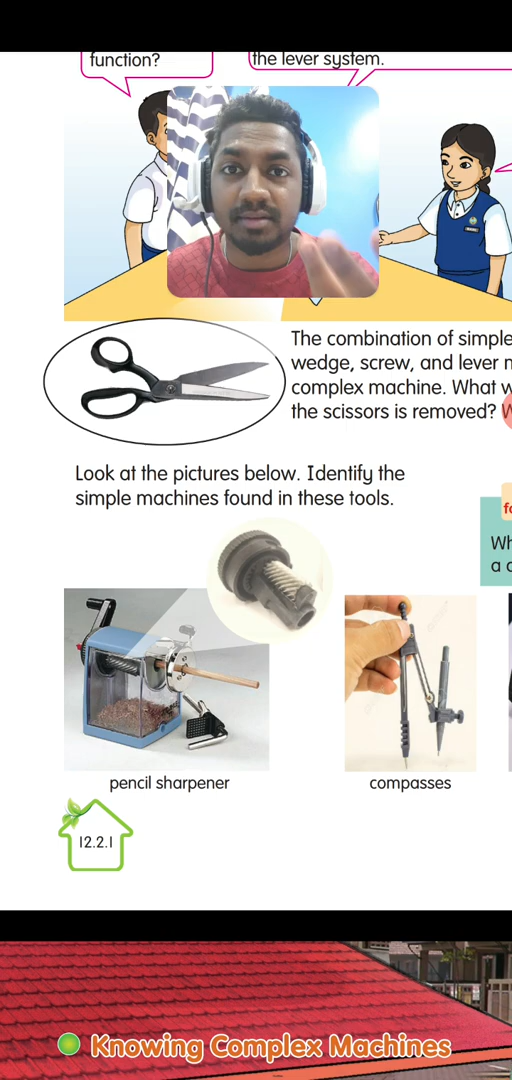 function?
the lever system.
The combination of simple
wedge, screw, and lever
complex machine. What
the scissors is removed?
Look at the pictures below. Identify the
simple machines found in these tools.
pencil sharpener
compasses
12.2.1
Knowing Complex Machines